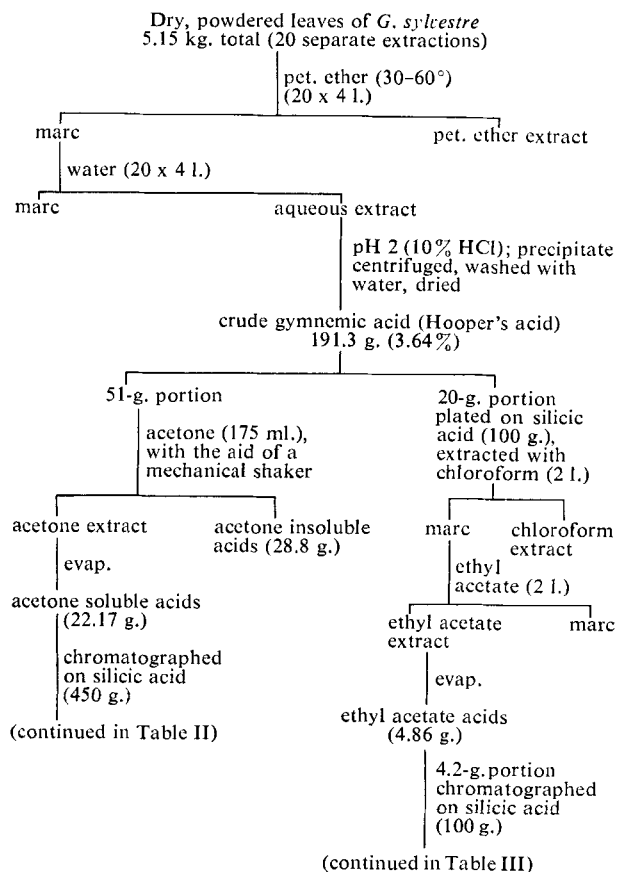 Dry, powdered leaves of G. sylvestre
5.15 kg. total (20 separate extractions)
pet. ether (30-60°)
(20 x 4 l.)
marc
pet. ether extract
water (20 x 4 l.)
marc
aqueous extract
pH 2 (10% HCl); precipitate
centrifuged, washed with
water, dried
crude gymnemic acid (Hooper's acid)
191.3 g. (3.64%)
51-g. portion
acetone (175 ml.),
with the aid of a
mechanical shaker
acetone extract
acetone insoluble
acids (28.8 g.)
evap.
acetone soluble acids
(22.17 g.)
chromatographed
on silicic acid
(450 g.)
(continued in Table II)
20-g. portion
plated on silicic
acid (100 g.),
extracted with
chloroform (2 l.)
marc
chloroform
extract
ethyl
acetate (2 l.)
ethyl acetate
extract
marc
evap.
ethyl acetate acids
(4.86 g.)
4.2-g. portion
chromatographed
on silicic acid
(100 g.)
(continued in Table III)